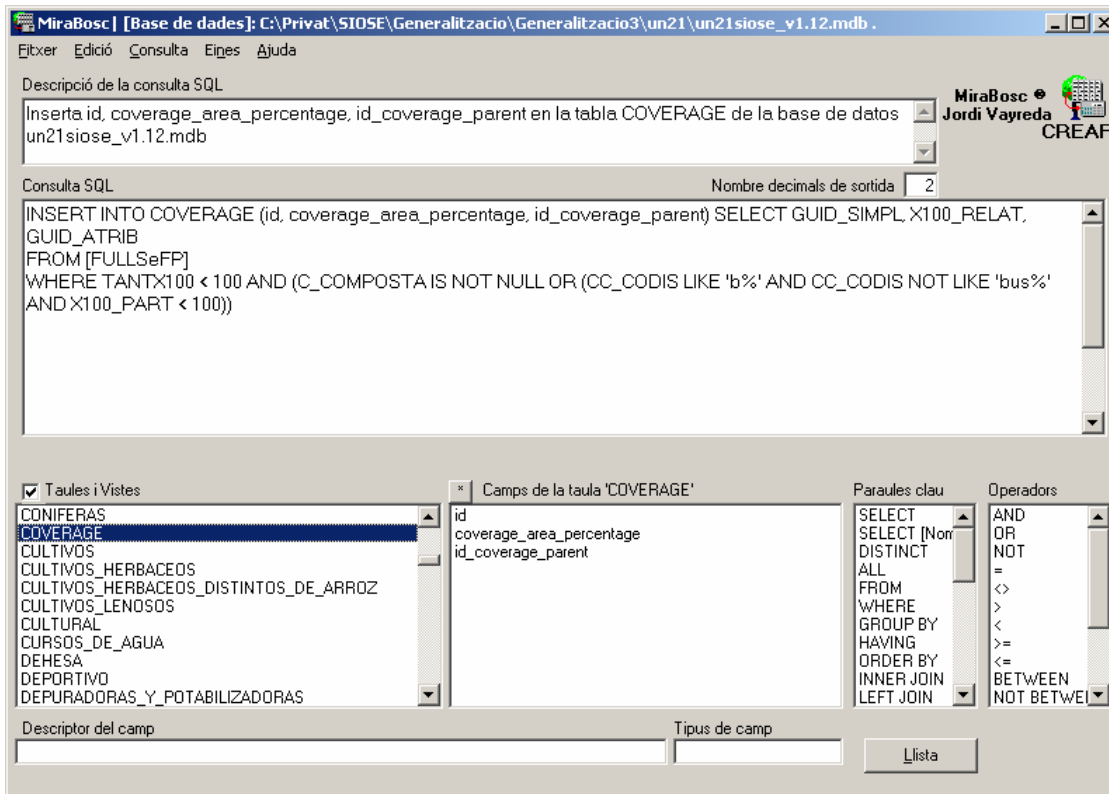 MiraBosc | [Base de dades]: C:\Privat\SIOSE\Generalitzacio\Generalitzacio3\un21\un21siose_v1.12.mdb .
Fitxer Edició Consulta Eines Ajuda
Descripció de la consulta SQL
Inserta id, coverage_area_percentage, id_coverage_parent en la tabla COVERAGE de la base de datos
un21siose_v1.12.mdb
MiraBosc ®
Jordi Vayreda
CREAF
Consulta SQL
Nombre decimals de sortida 2
INSERT INTO COVERAGE (id, coverage_area_percentage, id_coverage_parent) SELECT GUID_SIMPL, X100_RELAT,
GUID_ATRIB
FROM [FULLSeFP]
WHERE TANTX100 < 100 AND (C_COMPOSTA IS NOT NULL OR (CC_CODIS LIKE 'b%' AND CC_CODIS NOT LIKE 'bus%'
AND X100_PART < 100))
Taules i Vistes
CONIFERAS
COVERAGE
CULTIVOS
CULTIVOS_HERBACEOS
CULTIVOS_HERBACEOS_DISTINTOS_DE_ARROZ
CULTIVOS_LENOSOS
CULTURAL
CURSOS_DE_AGUA
DEHESA
DEPORTIVO
DEPURADORAS_Y_POTABILIZADORAS
* Camps de la taula 'COVERAGE'
id
coverage_area_percentage
id_coverage_parent
Paraules clau
SELECT
SELECT [Nom
DISTINCT
ALL
FROM
WHERE
GROUP BY
HAVING
ORDER BY
INNER JOIN
LEFT JOIN
Operadors
AND
OR
NOT
=
<>
>
<
>=
<=
BETWEEN
NOT BETWEE
Descriptor del camp
Tipus de camp
Llista